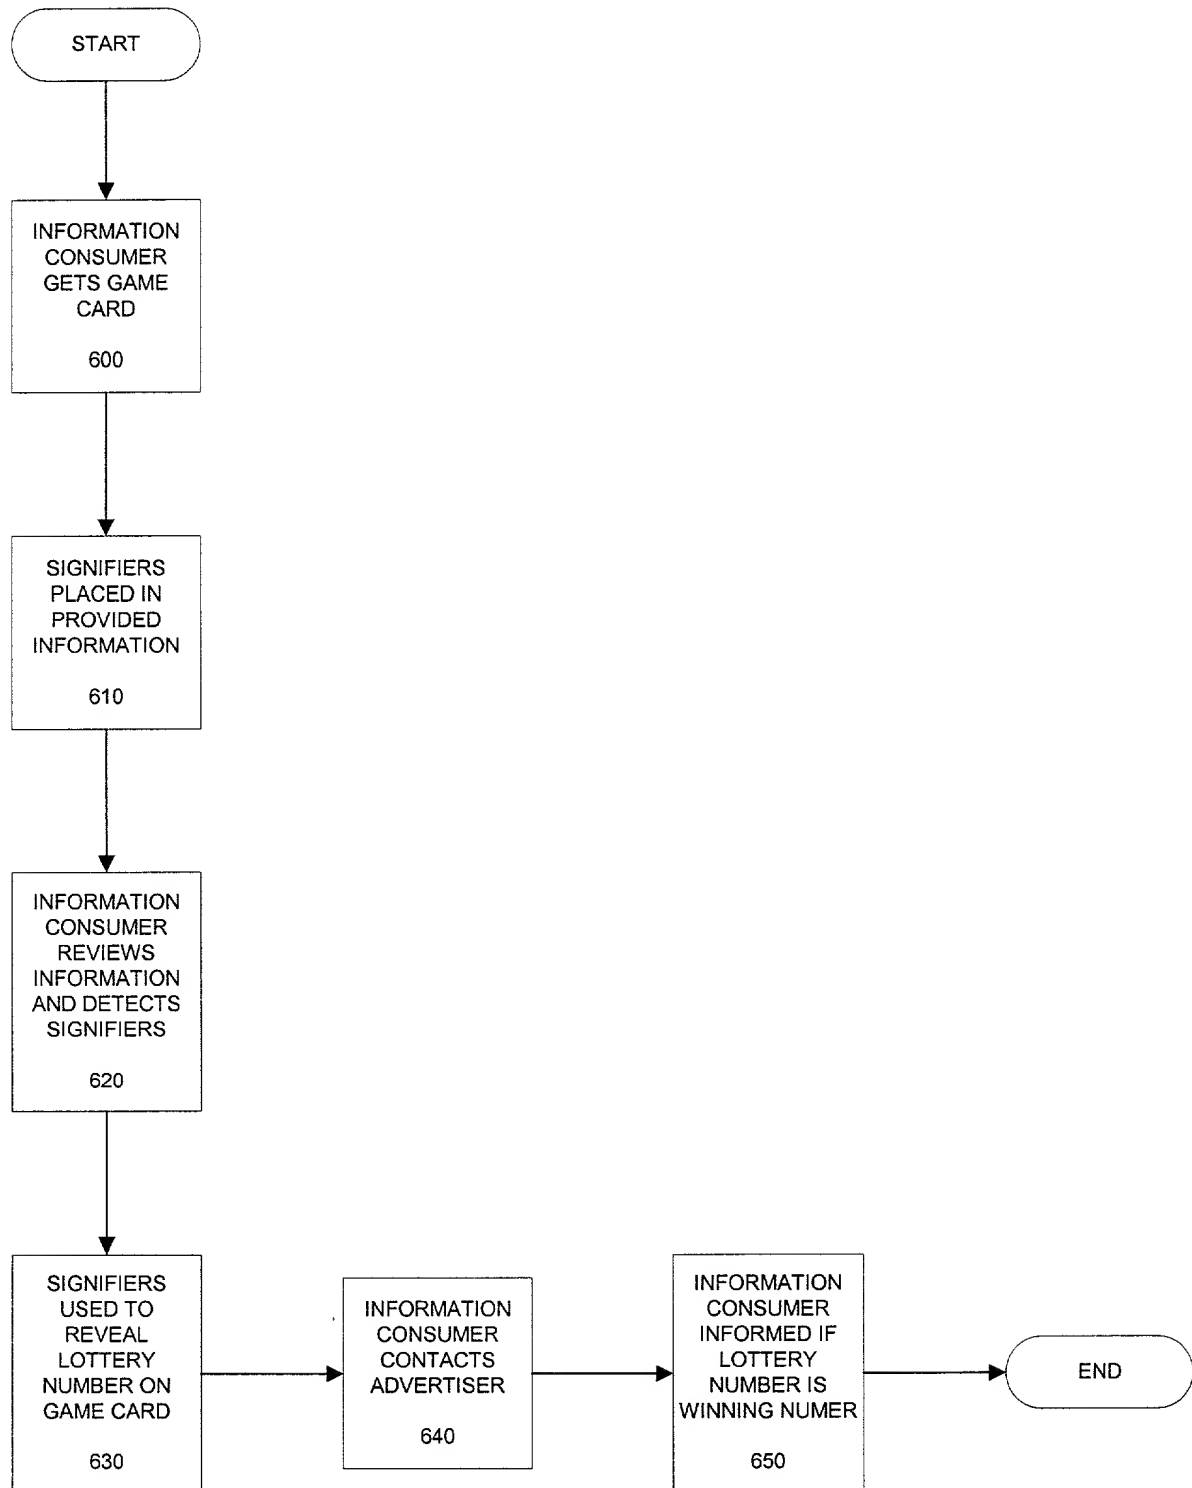 START
INFORMATION
CONSUMER
GETS GAME
CARD
600
SIGNIFIERS
PLACED IN
PROVIDED
INFORMATION
610
INFORMATION
CONSUMER
REVIEWS
INFORMATION
AND DETECTS
SIGNIFIERS
620
SIGNIFIERS
USED TO
REVEAL
LOTTERY
NUMBER ON
GAME CARD
630
INFORMATION
CONSUMER
CONTACTS
ADVERTISER
640
INFORMATION
CONSUMER
INFORMED IF
LOTTERY
NUMBER IS
WINNING NUMER
650
END